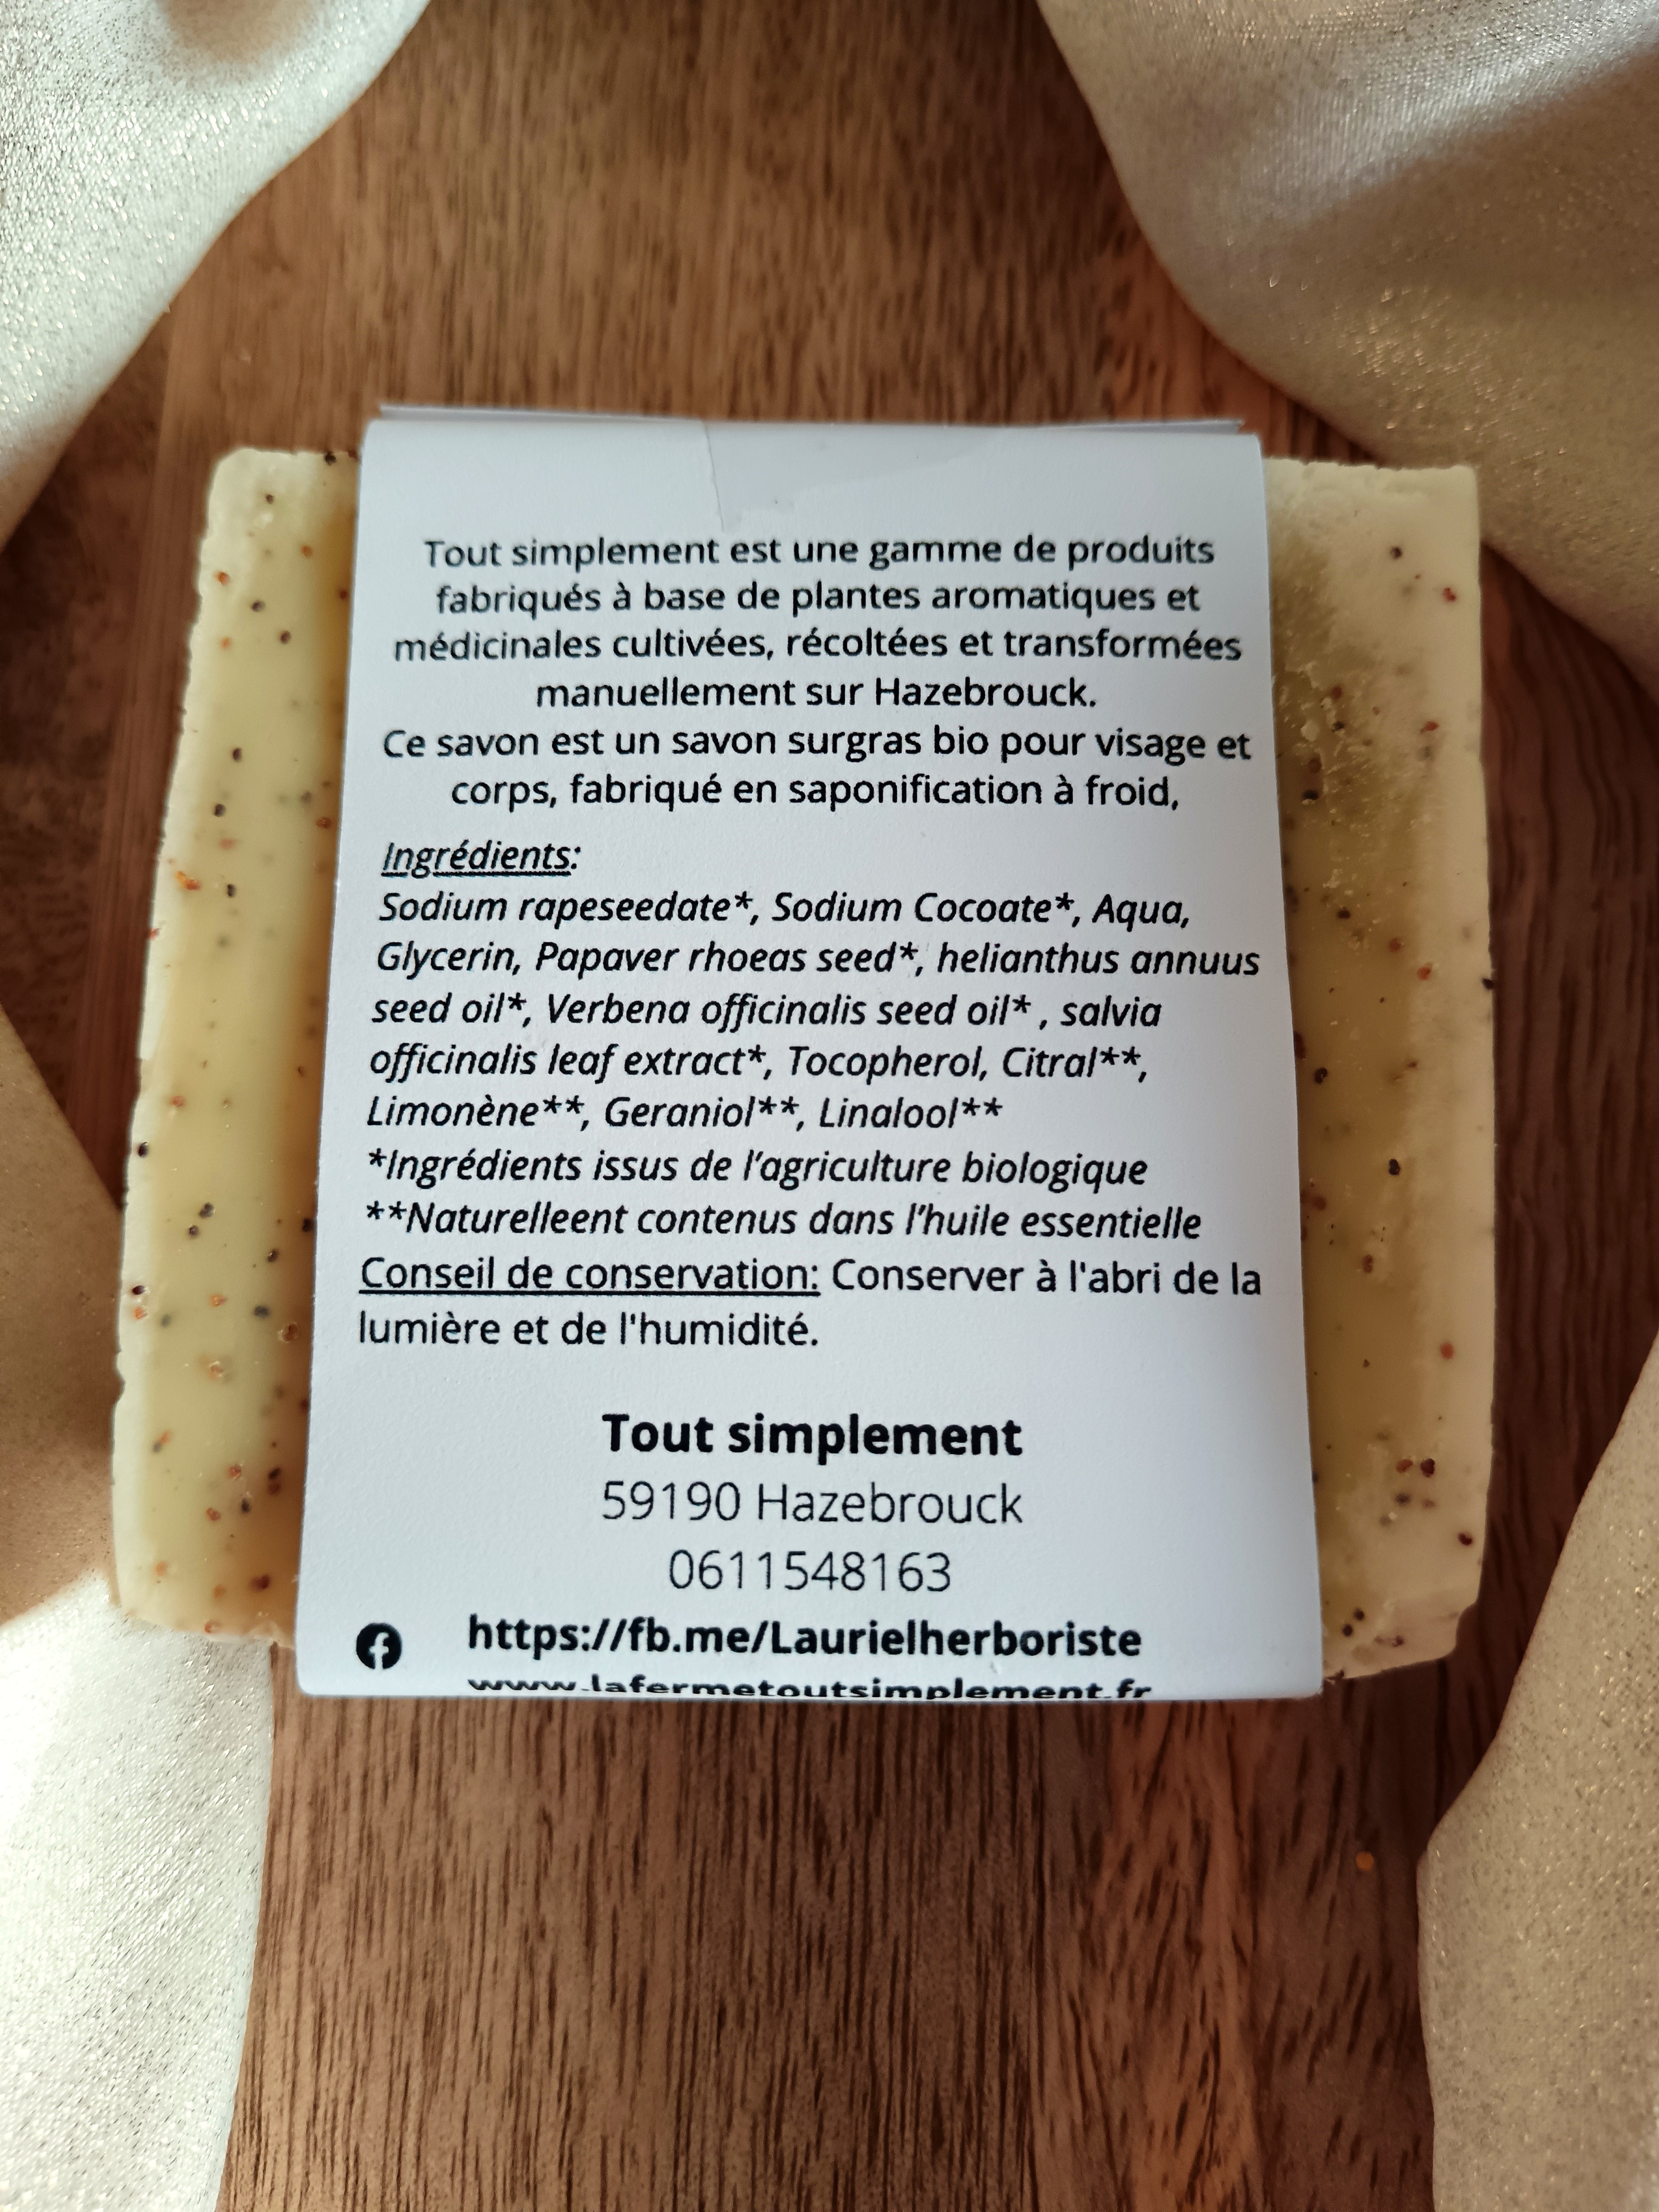 Tout simplement est une gamme de produits
fabriqués à base de plantes aromatiques et
médicinales cultivées, récoltées et transformées
manuellement sur Hazebrouck.
Ce savon est un savon surgras bio pour visage et
corps, fabriqué en saponification à froid,
Ingrédients:
Sodium rapeseedate*, Sodium Cocoate*, Aqua,
Glycerin, Papaver rhoeas seed*, helianthus annuus
seed oil*, Verbena officinalis seed oil* , salvia
officinalis leaf extract*, Tocopherol, Citral**,
Limonène**, Geraniol**, Linalool**
*Ingrédients issus de l’agriculture biologique
**Naturelleent contenus dans l’huile essentielle
Conseil de conservation: Conserver à l'abri de la
lumière et de l'humidité.
Tout simplement
59190 Hazebrouck
0611548163
https://fb.me/Laurielherboriste
www.lafermetoutsimplement.fr